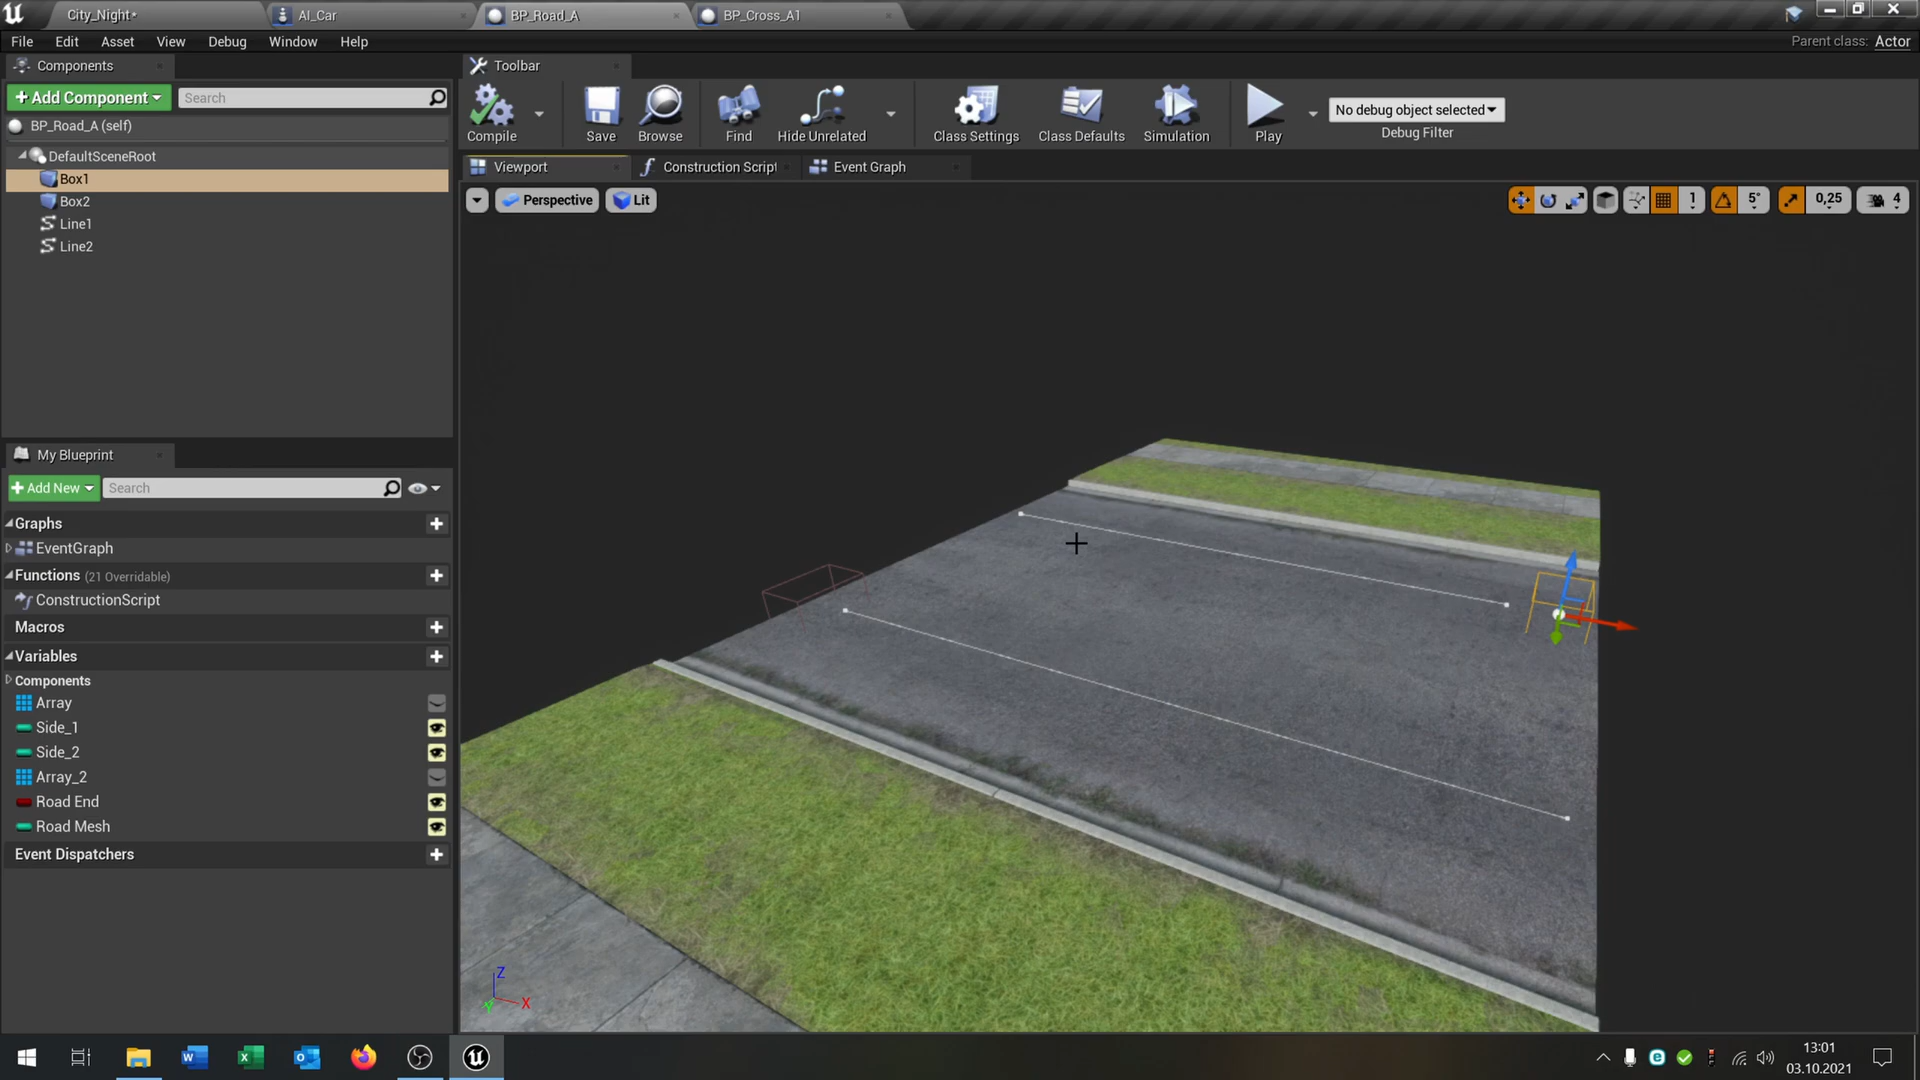 City_Night•
AI_Car
BP_Road_A
BP_Cross_A1
File
Edit
Asset
View
Debug
Window
Help
Parent class: Actor
Components
Toolbar
+ Add Component
Search
BP_Road_A (self)
DefaultSceneRoot
Box1
Box2
Line1
Line2
Compile
Save
Browse
Find
Hide Unrelated
Class Settings
Class Defaults
Simulation
Play
No debug object selected
Debug Filter
Viewport
Construction Script
Event Graph
Perspective
Lit
1
5°
0,25
4
My Blueprint
+ Add New
Search
Graphs
EventGraph
Functions (21 Overridable)
ConstructionScript
Macros
Variables
Components
Array
Side_1
Side_2
Array_2
Road End
Road Mesh
Event Dispatchers
Z
X
Y
13:01
03.10.2021